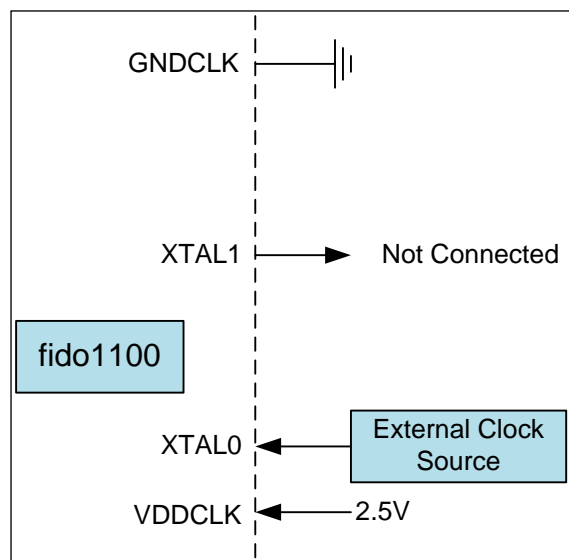 GNDCLK
XTAL1
Not Connected
fido1100
XTAL0
External Clock
Source
VDDCLK
2.5V